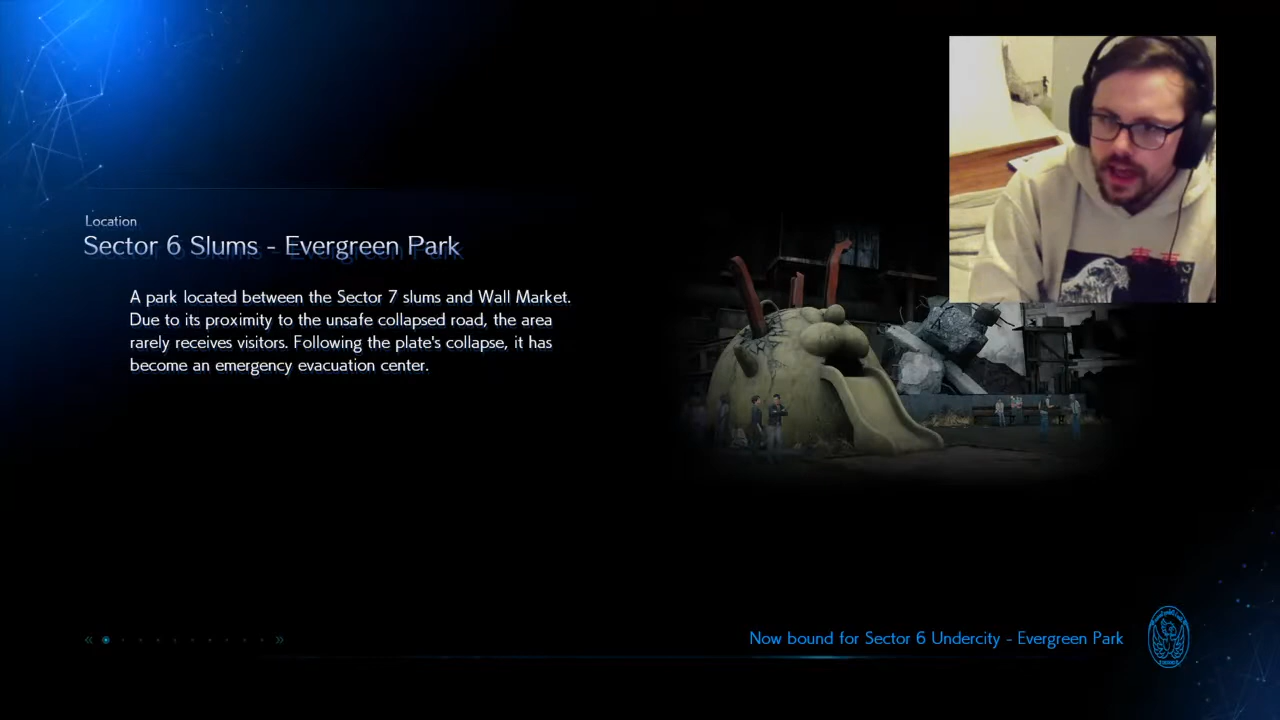 Location
Sector 6 Slums - Evergreen Park
A park located between the Sector 7 slums and Wall Market.
Due to its proximity to the unsafe collapsed road, the area
rarely receives visitors. Following the plate's collapse, it has
become an emergency evacuation center.
Now bound for Sector 6 Undercity - Evergreen Park